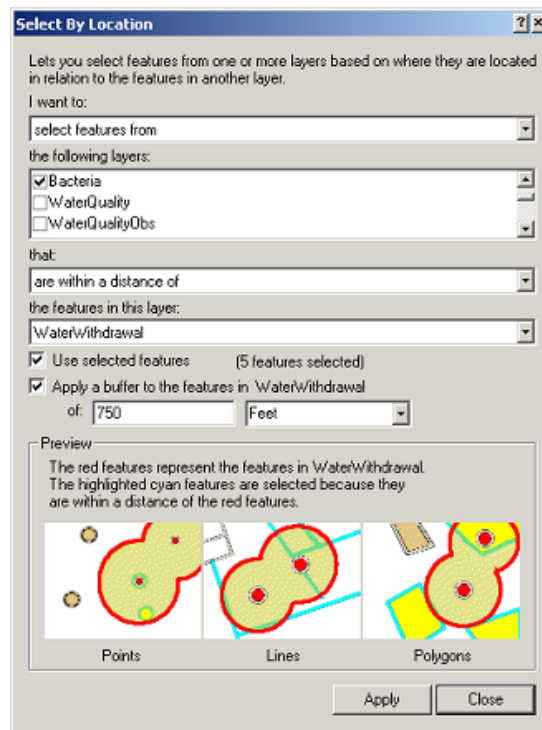 Select By Location
Lets you select features from one or more layers based on where they are located
in relation to the features in another layer.
I want to:
select features from
the following layers:
Bacteria
WaterQuality
WaterQualityObs
that:
are within a distance of
the features in this layer:
WaterWithdrawal
Use selected features (5 features selected)
Apply a buffer to the features in WaterWithdrawal
of: 750 Feet
Preview
The red features represent the features in WaterWithdrawal.
The highlighted cyan features are selected because they
are within a distance of the red features.
Points Lines Polygons
Apply Close